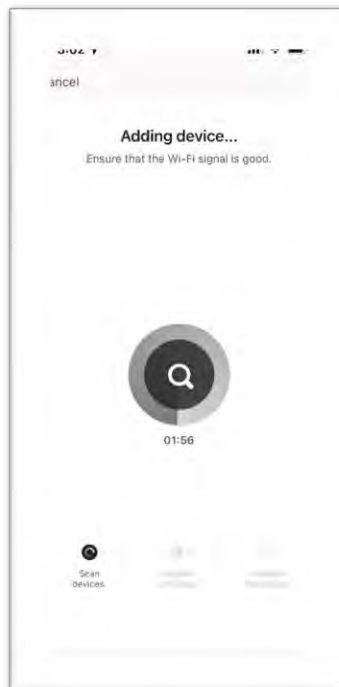 ancel
Adding device...
Ensure that the Wi-Fi signal is good.
01:56
Scan
devices.